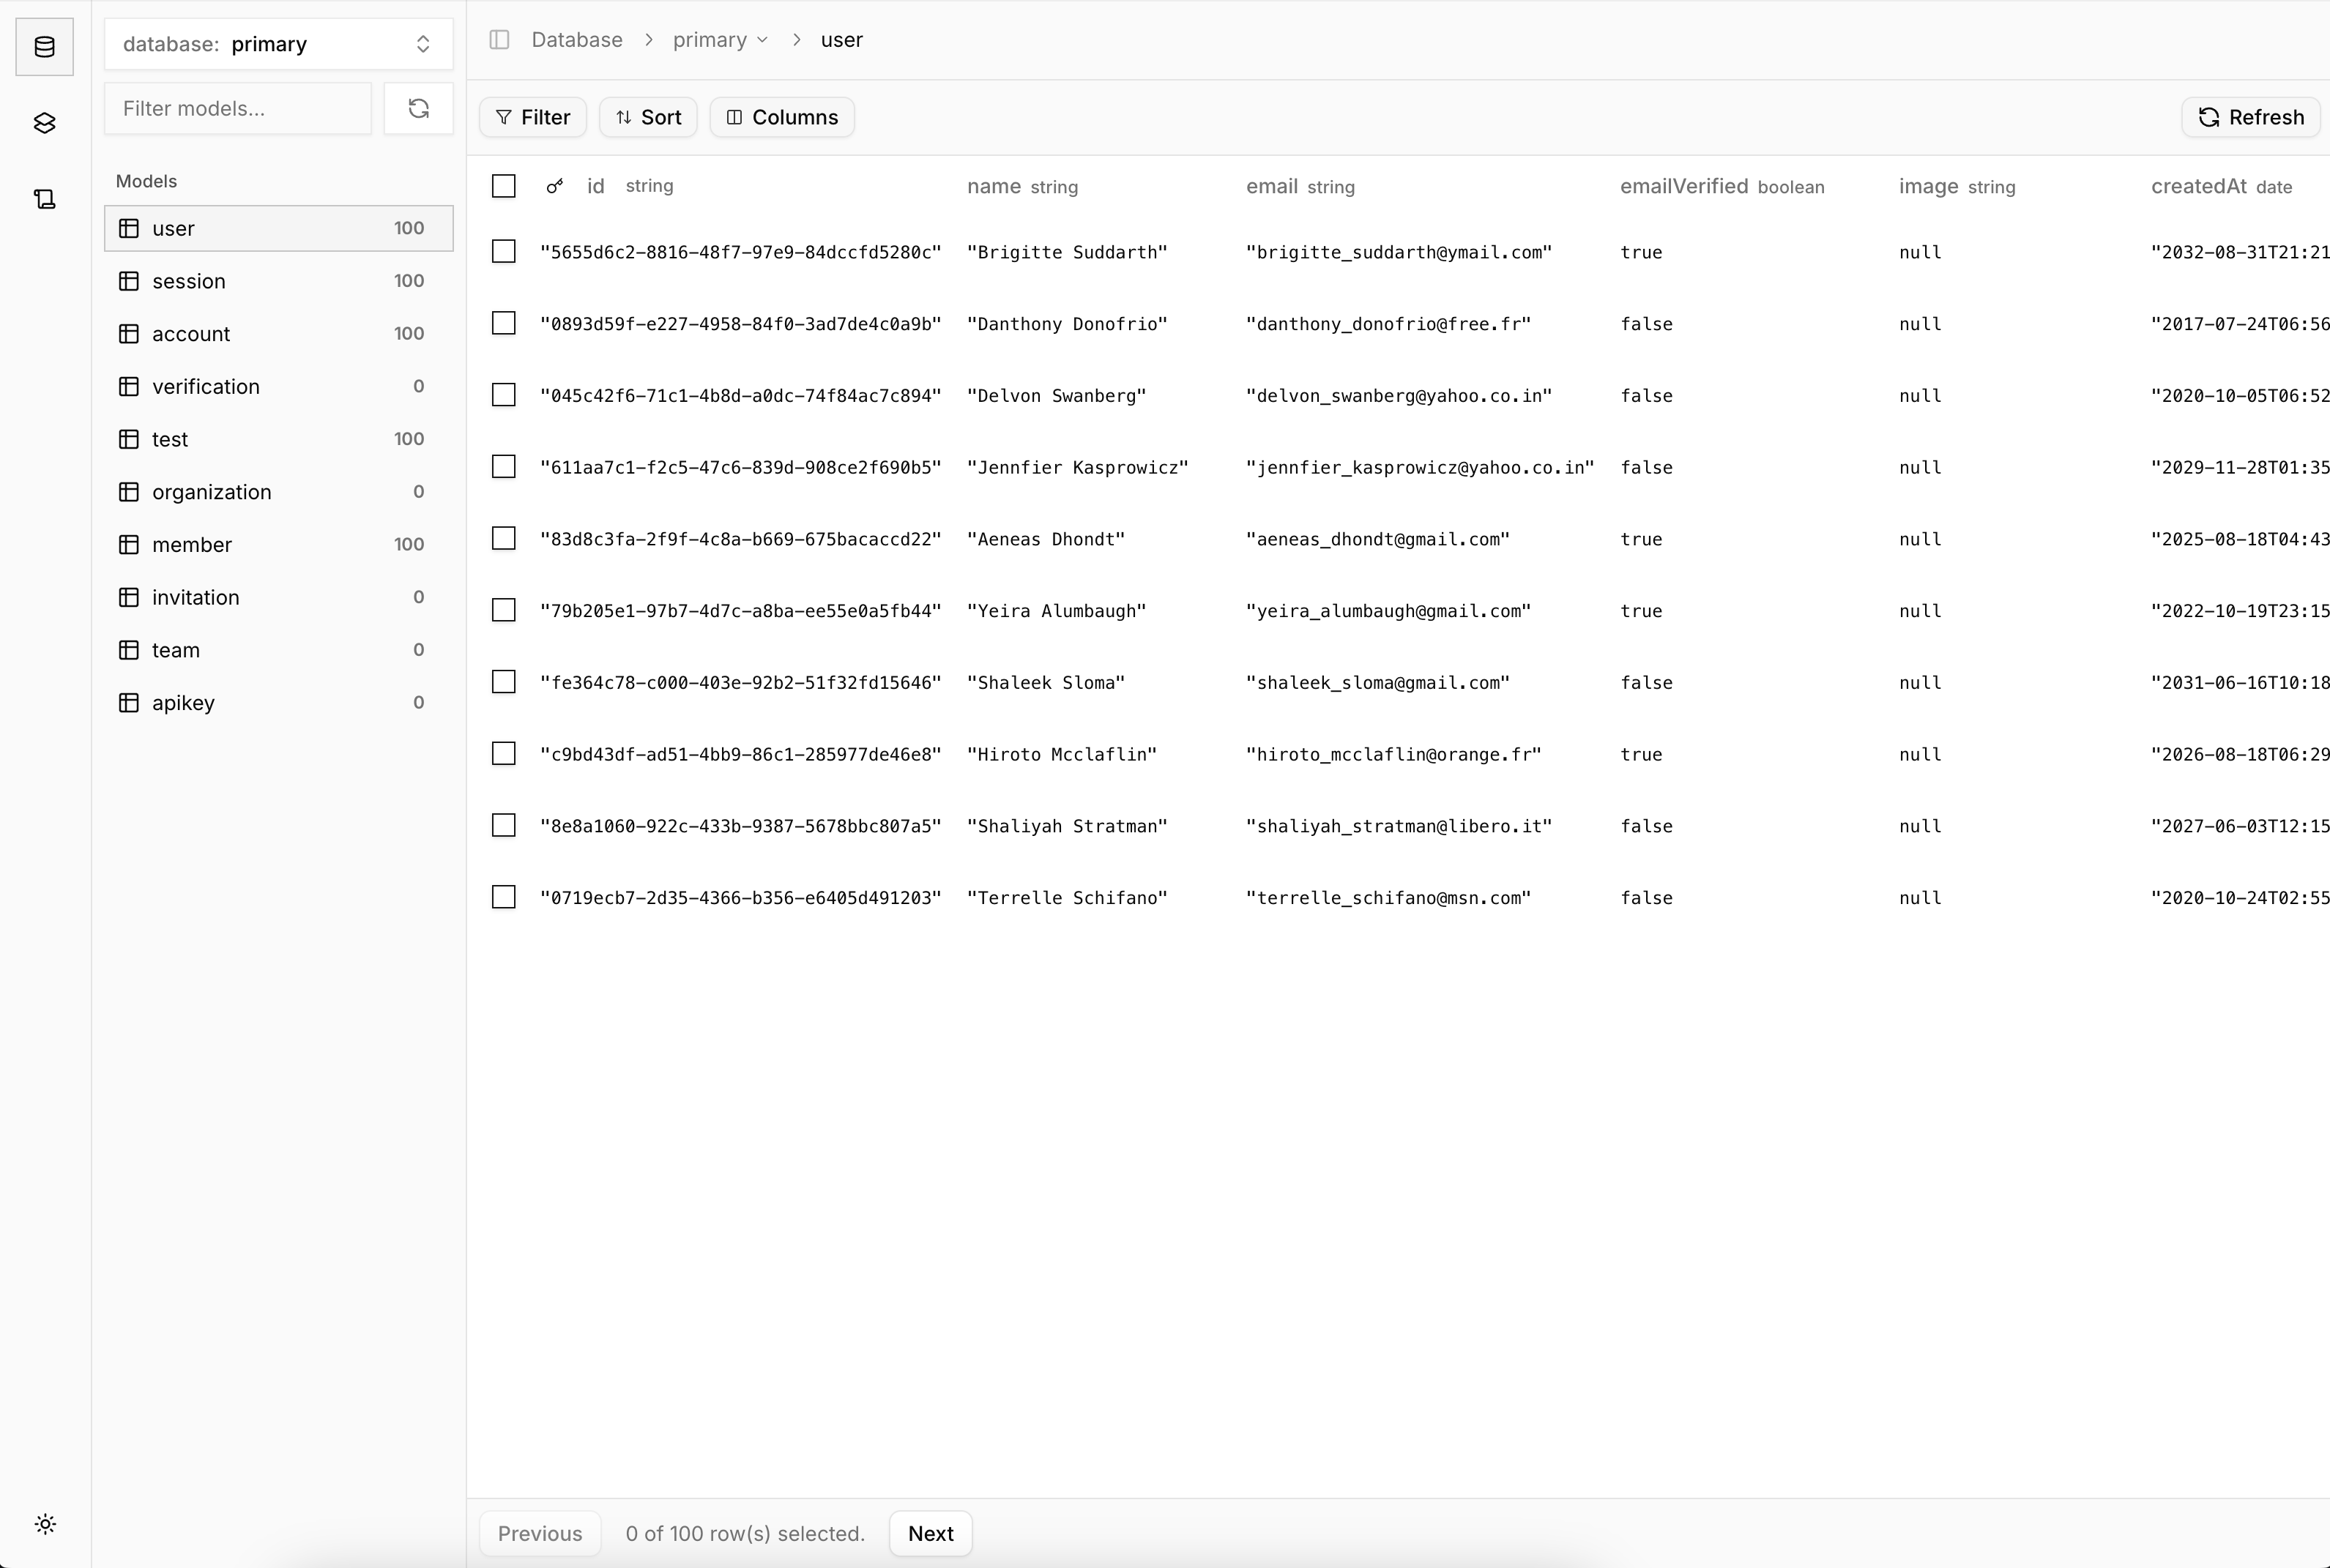 database: primary
Filter models...
Models
user 100
session 100
account 100
verification 0
test 100
organization 0
member 100
invitation 0
team 0
apikey 0
Database primary user
Filter Sort Columns Refresh
id string name string email string emailVerified boolean image string createdAt date
"5655d6c2-8816-48f7-97e9-84dccfd5280c" "Brigitte Suddarth" "brigitte_suddarth@ymail.com" true null "2032-08-31T21:21
"0893d59f-e227-4958-84f0-3ad7de4c0a9b" "Danthony Donofrio" "danthony_donofrio@free.fr" false null "2017-07-24T06:56
"045c42f6-71c1-4b8d-a0dc-74f84ac7c894" "Delvon Swanberg" "delvon_swanberg@yahoo.co.in" false null "2020-10-05T06:52
"611aa7c1-f2c5-47c6-839d-908ce2f690b5" "Jennfier Kasprowicz" "jennfier_kasprowicz@yahoo.co.in" false null "2029-11-28T01:35
"83d8c3fa-2f9f-4c8a-b669-675bacaccd22" "Aeneas Dhondt" "aeneas_dhondt@gmail.com" true null "2025-08-18T04:43
"79b205e1-97b7-4d7c-a8ba-ee55e0a5fb44" "Yeira Alumbaugh" "yeira_alumbaugh@gmail.com" true null "2022-10-19T23:15
"fe364c78-c000-403e-92b2-51f32fd15646" "Shaleek Sloma" "shaleek_sloma@gmail.com" false null "2031-06-16T10:18
"c9bd43df-ad51-4bb9-86c1-285977de46e8" "Hiroto Mcclaflin" "hiroto_mcclaflin@orange.fr" true null "2026-08-18T06:29
"8e8a1060-922c-433b-9387-5678bbc807a5" "Shaliyah Stratman" "shaliyah_stratman@libero.it" false null "2027-06-03T12:15
"0719ecb7-2d35-4366-b356-e6405d491203" "Terrelle Schifano" "terrelle_schifano@msn.com" false null "2020-10-24T02:55
Previous 0 of 100 row(s) selected. Next